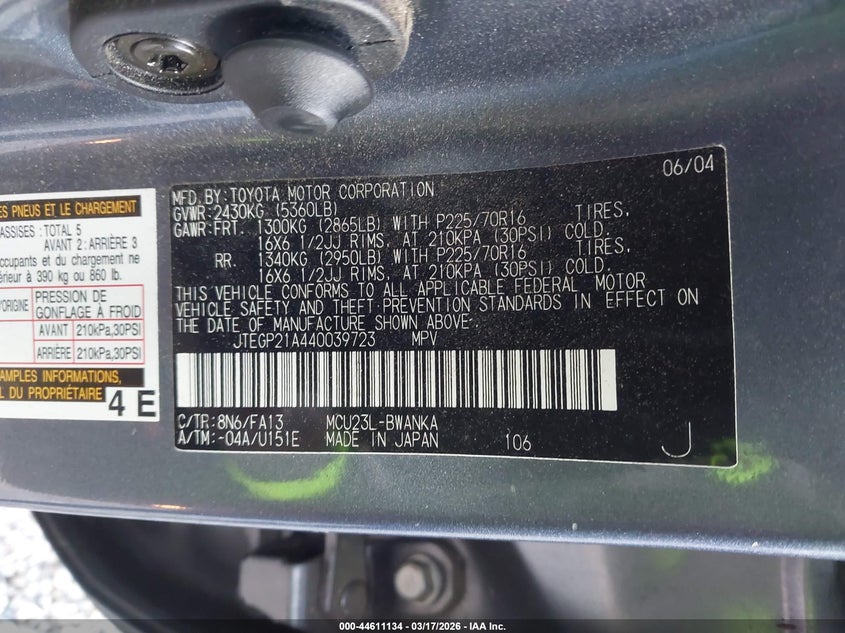 ES PNEUS ET LE CHARGEMENT
ASSISES : TOTAL 5
AVANT 2 : ARRIÈRE 3
occupants et du chargement ne
érieur à 390 kg ou 860 lb.
'ORIGINE
PRESSION DE
GONFLAGE À FROID
AVANT 210kPa,30PSI
ARRIÈRE 210kPa,30PSI
AMPLES INFORMATIONS,
L DU PROPRIÉTAIRE
4 E
06/04
MFD. BY: TOYOTA MOTOR CORPORATION
GVWR: 2430KG (5360LB)
GAWR: FRT. 1300KG (2865LB) WITH P225/70R16 TIRES,
16X6 1/2JJ RIMS, AT 210KPA (30PSI) COLD.
RR. 1340KG (2950LB) WITH P225/70R16 TIRES,
16X6 1/2JJ RIMS, AT 210KPA (30PSI) COLD.
THIS VEHICLE CONFORMS TO ALL APPLICABLE FEDERAL MOTOR
VEHICLE SAFETY AND THEFT PREVENTION STANDARDS IN EFFECT ON
THE DATE OF MANUFACTURE SHOWN ABOVE.
JTEGP21A440039723 MPV
C/TR: 8N6/FA13 MCU23L-BWANKA
A/TM: -04A/U151E MADE IN JAPAN 106
J
000-44611134 - 03/17/2026 - IAA Inc.